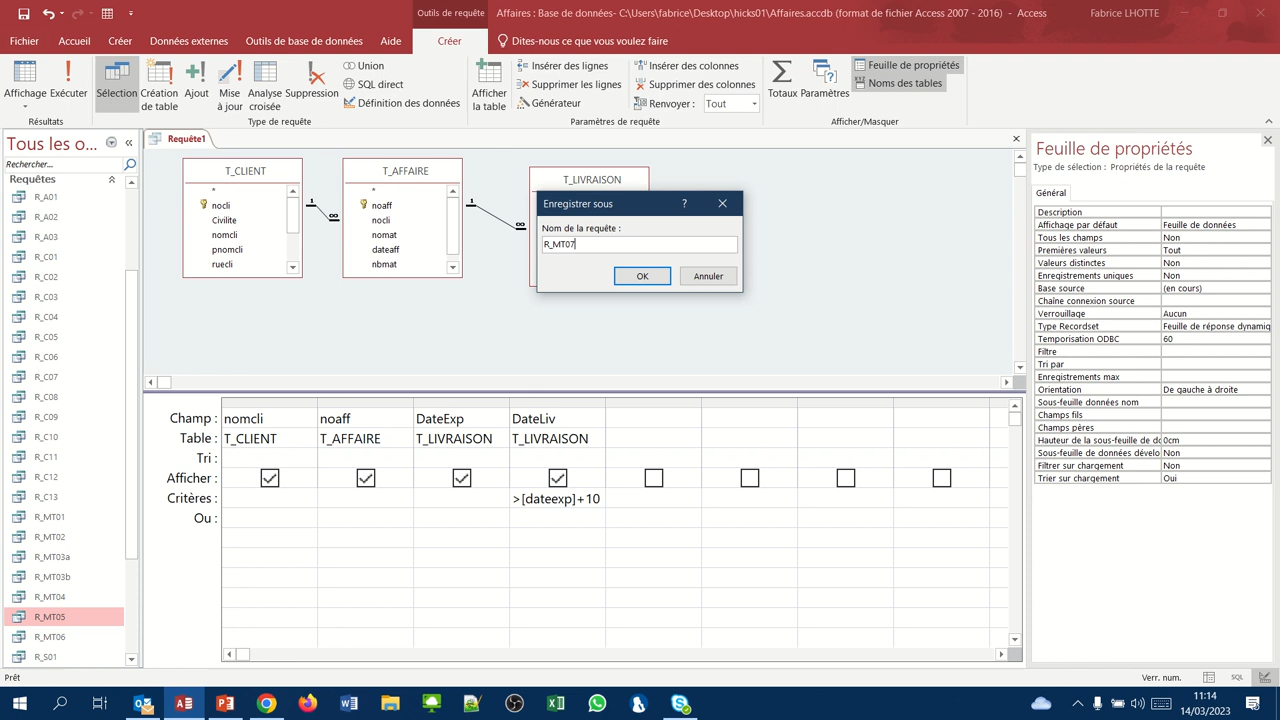 Outils de requête
Affaires : Base de données- C:\Users\fabrice\Desktop\hicks01\Affaires.accdb (format de fichier Access 2007 - 2016) - Access
Fabrice LHOTTE
Fichier
Accueil
Créer
Données externes
Outils de base de données
Aide
Créer
Dites-nous ce que vous voulez faire
Affichage
Exécuter
Résultats
Sélection
Création de table
Ajout
Mise à jour
Analyse croisée
Suppression
Union
SQL direct
Définition des données
Type de requête
Afficher la table
Insérer des lignes
Supprimer les lignes
Générateur
Insérer des colonnes
Supprimer des colonnes
Renvoyer :
Tout
Paramètres de requête
Totaux
Paramètres
Feuille de propriétés
Noms des tables
Afficher/Masquer
Tous les o...
Rechercher...
Requêtes
R_A01
R_A02
R_A03
R_C01
R_C02
R_C03
R_C04
R_C05
R_C06
R_C07
R_C08
R_C09
R_C10
R_C11
R_C12
R_C13
R_MT01
R_MT02
R_MT03a
R_MT03b
R_MT04
R_MT05
R_MT06
R_S01
Requête1
T_CLIENT
*
nocli
Civilite
nomcli
pnomcli
ruecli
1
∞
T_AFFAIRE
*
noaff
nocli
nomat
dateaff
nbmat
1
∞
T_LIVRAISON
Enregistrer sous
?
Nom de la requête :
R_MT07
OK
Annuler
Champ : nomcli noaff DateExp DateLiv
Table : T_CLIENT T_AFFAIRE T_LIVRAISON T_LIVRAISON
Tri :
Afficher :
Critères : >[dateexp]+10
Ou :
Feuille de propriétés
Type de sélection : Propriétés de la requête
Général
Description
Affichage par défaut Feuille de données
Tous les champs Non
Premières valeurs Tout
Valeurs distinctes Non
Enregistrements uniques Non
Base source (en cours)
Chaîne connexion source
Verrouillage Aucun
Type Recordset Feuille de réponse dynamiq
Temporisation ODBC 60
Filtre
Tri par
Enregistrements max
Orientation De gauche à droite
Sous-feuille données nom
Champs fils
Champs pères
Hauteur de la sous-feuille de do 0cm
Sous-feuille de données dévelo Non
Filtrer sur chargement Non
Trier sur chargement Oui
Prêt
Verr. num.
SQL
11:14
14/03/2023